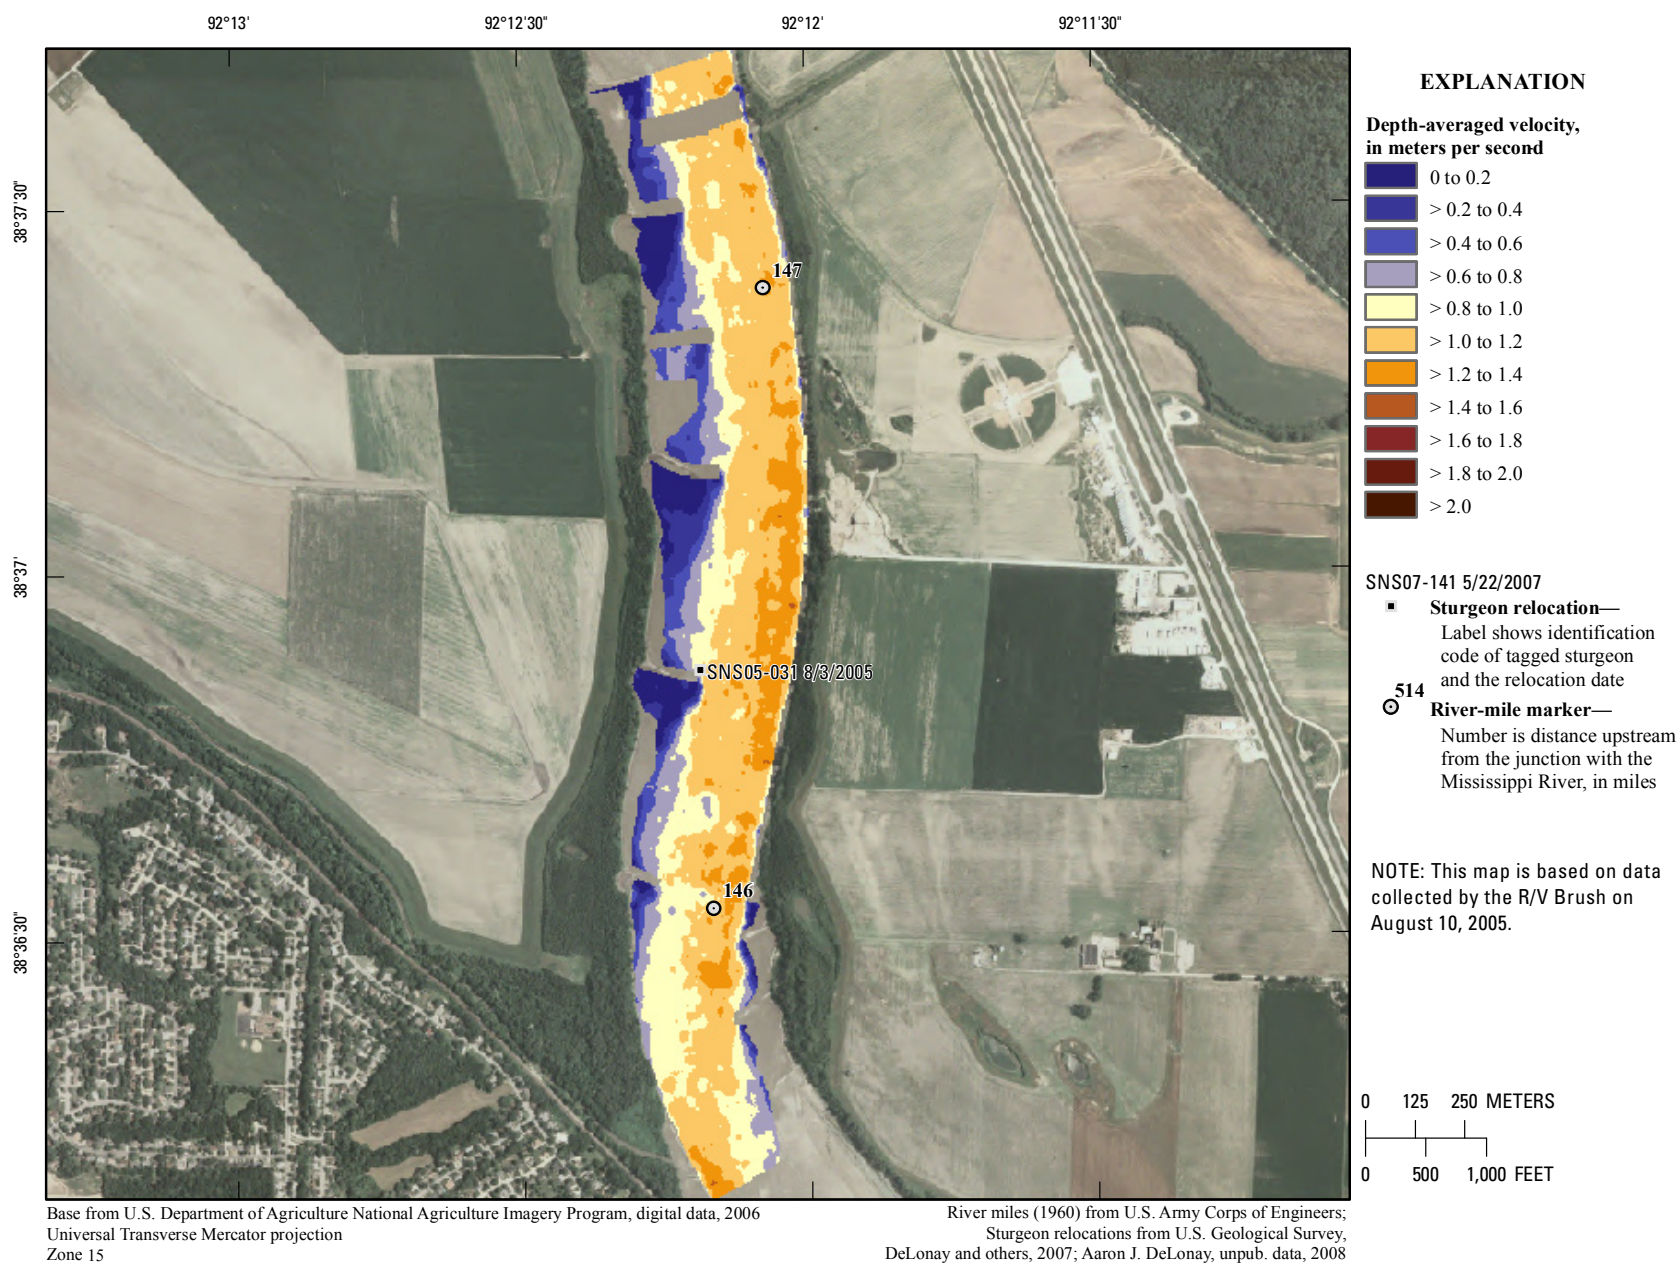 92°13'
92°12'30"
92°12'
92°11'30"
38°37'30"
38°37'
38°36'30"
147
SNS05-031 8/3/2005
146
EXPLANATION
Depth-averaged velocity,
in meters per second
0 to 0.2
> 0.2 to 0.4
> 0.4 to 0.6
> 0.6 to 0.8
> 0.8 to 1.0
> 1.0 to 1.2
> 1.2 to 1.4
> 1.4 to 1.6
> 1.6 to 1.8
> 1.8 to 2.0
> 2.0
SNS07-141 5/22/2007
Sturgeon relocation—
Label shows identification
code of tagged sturgeon
and the relocation date
514
River-mile marker—
Number is distance upstream
from the junction with the
Mississippi River, in miles
NOTE: This map is based on data
collected by the R/V Brush on
August 10, 2005.
0 125 250 METERS
0 500 1,000 FEET
Base from U.S. Department of Agriculture National Agriculture Imagery Program, digital data, 2006
Universal Transverse Mercator projection
Zone 15
River miles (1960) from U.S. Army Corps of Engineers;
Sturgeon relocations from U.S. Geological Survey,
DeLonay and others, 2007; Aaron J. DeLonay, unpub. data, 2008